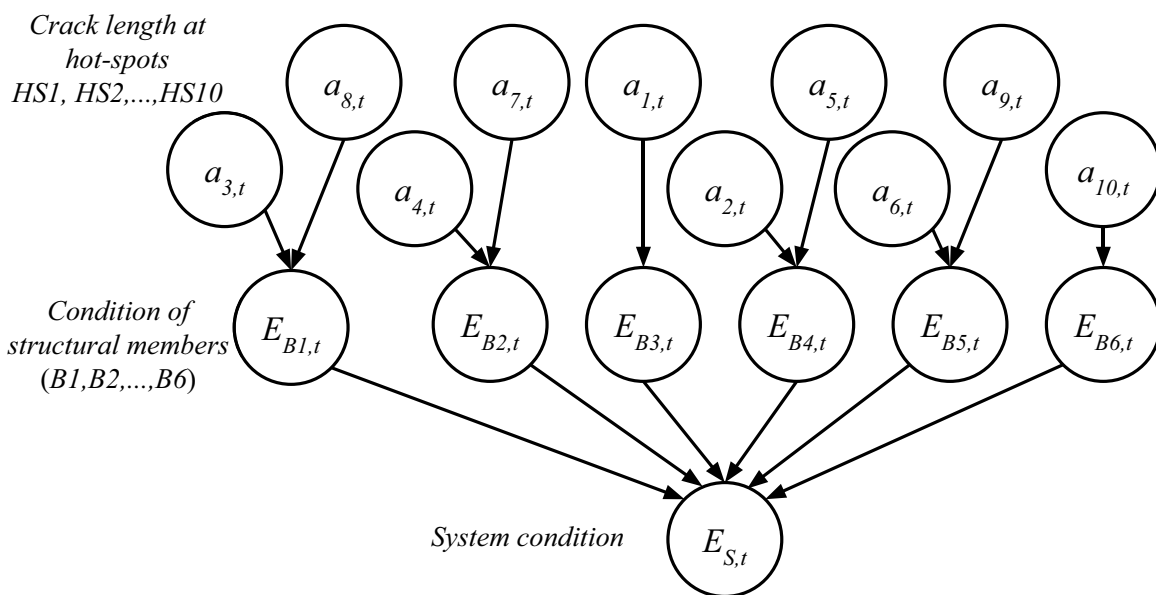 Crack length at
hot-spots
HS1, HS2,...,HS10
a8,t
a7,t
a1,t
a5,t
a9,t
a3,t
a4,t
a2,t
a6,t
a10,t
Condition of
structural members
(B1,B2,...,B6)
EB1,t
EB2,t
EB3,t
EB4,t
EB5,t
EB6,t
System condition
ES,t